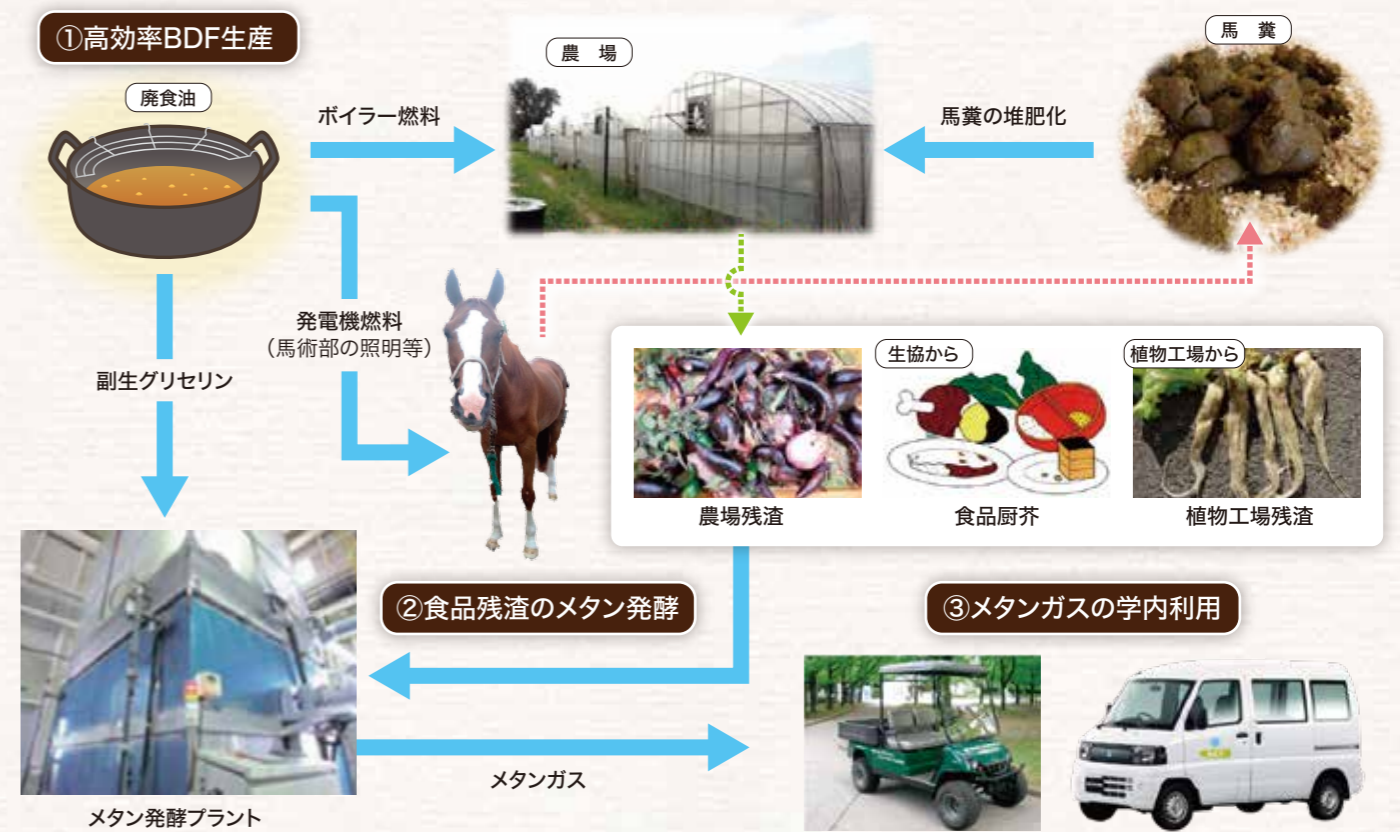 ①高効率BDF生産
廃食油
ボイラー燃料
農 場
馬糞の堆肥化
馬 糞
発電機燃料
（馬術部の照明等）
副生グリセリン
農場残渣
生協から
食品厨芥
植物工場から
植物工場残渣
②食品残渣のメタン発酵
③メタンガスの学内利用
メタンガス
メタン発酵プラント